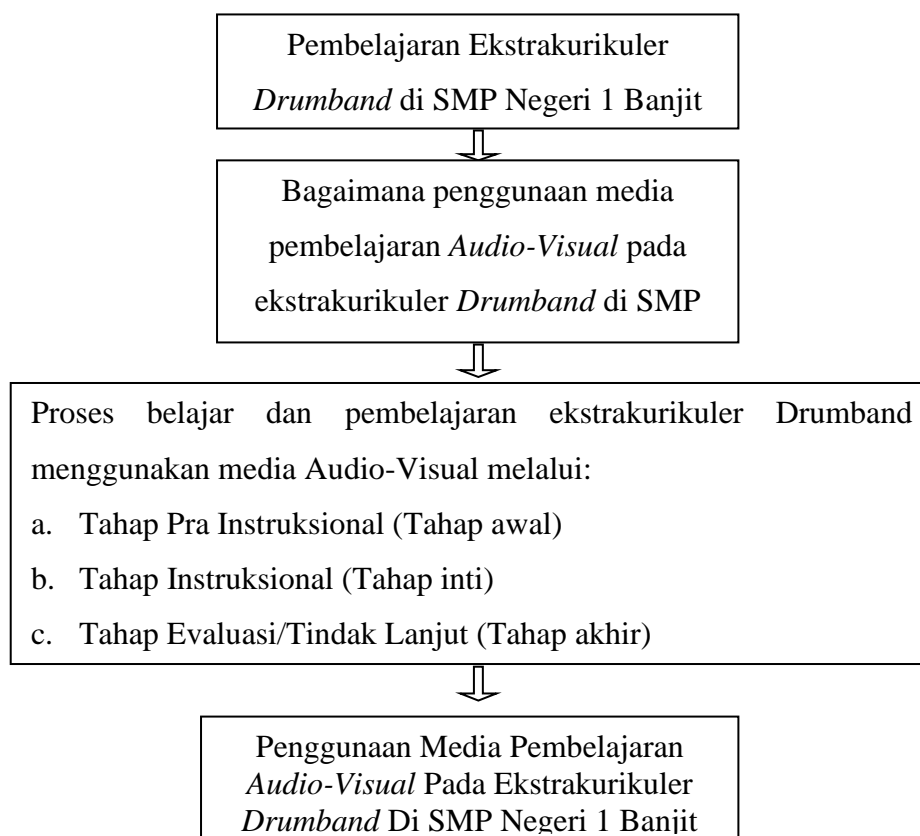 Pembelajaran Ekstrakurikuler
Drumband di SMP Negeri 1 Banjit
Bagaimana penggunaan media
pembelajaran Audio-Visual pada
ekstrakurikuler Drumband di SMP
Proses belajar dan pembelajaran ekstrakurikuler Drumband
menggunakan media Audio-Visual melalui:
a. Tahap Pra Instruksional (Tahap awal)
b. Tahap Instruksional (Tahap inti)
c. Tahap Evaluasi/Tindak Lanjut (Tahap akhir)
Penggunaan Media Pembelajaran
Audio-Visual Pada Ekstrakurikuler
Drumband Di SMP Negeri 1 Banjit